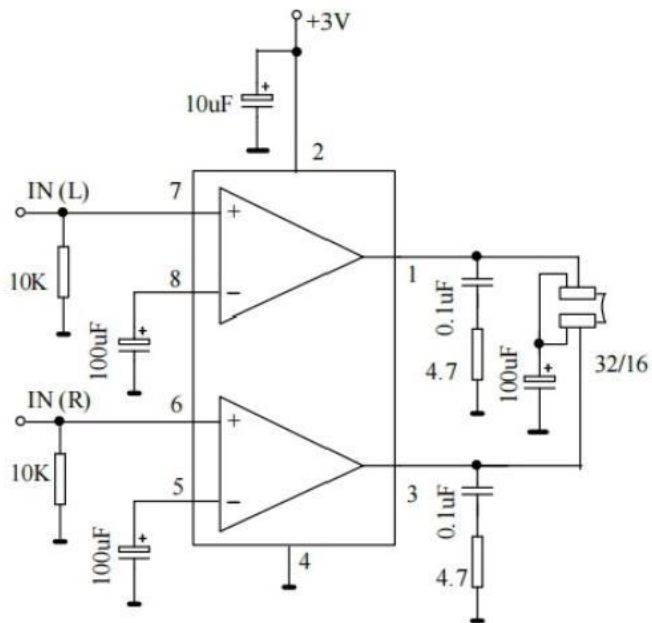 +3V
10uF
2
IN (L)
7
+
10K
8
−
+
100uF
1
0.1uF
4.7
+
100uF
32/16
IN (R)
6
+
10K
5
−
+
100uF
3
0.1uF
4.7
4
+